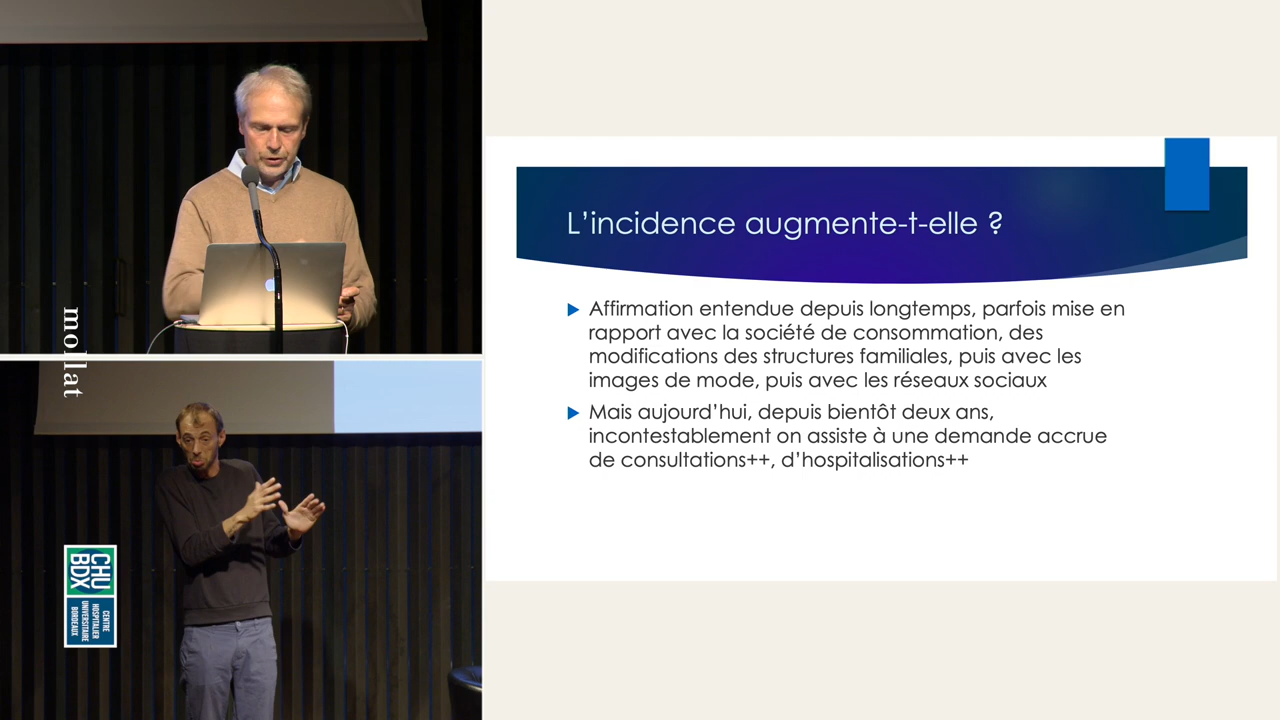 mollat
CHU
BDX
CENTRE
HOSPITALIER
UNIVERSITAIRE
BORDEAUX
L'incidence augmente-t-elle ?
Affirmation entendue depuis longtemps, parfois mise en
rapport avec la société de consommation, des
modifications des structures familiales, puis avec les
images de mode, puis avec les réseaux sociaux
Mais aujourd'hui, depuis bientôt deux ans,
incontestablement on assiste à une demande accrue
de consultations++, d'hospitalisations++